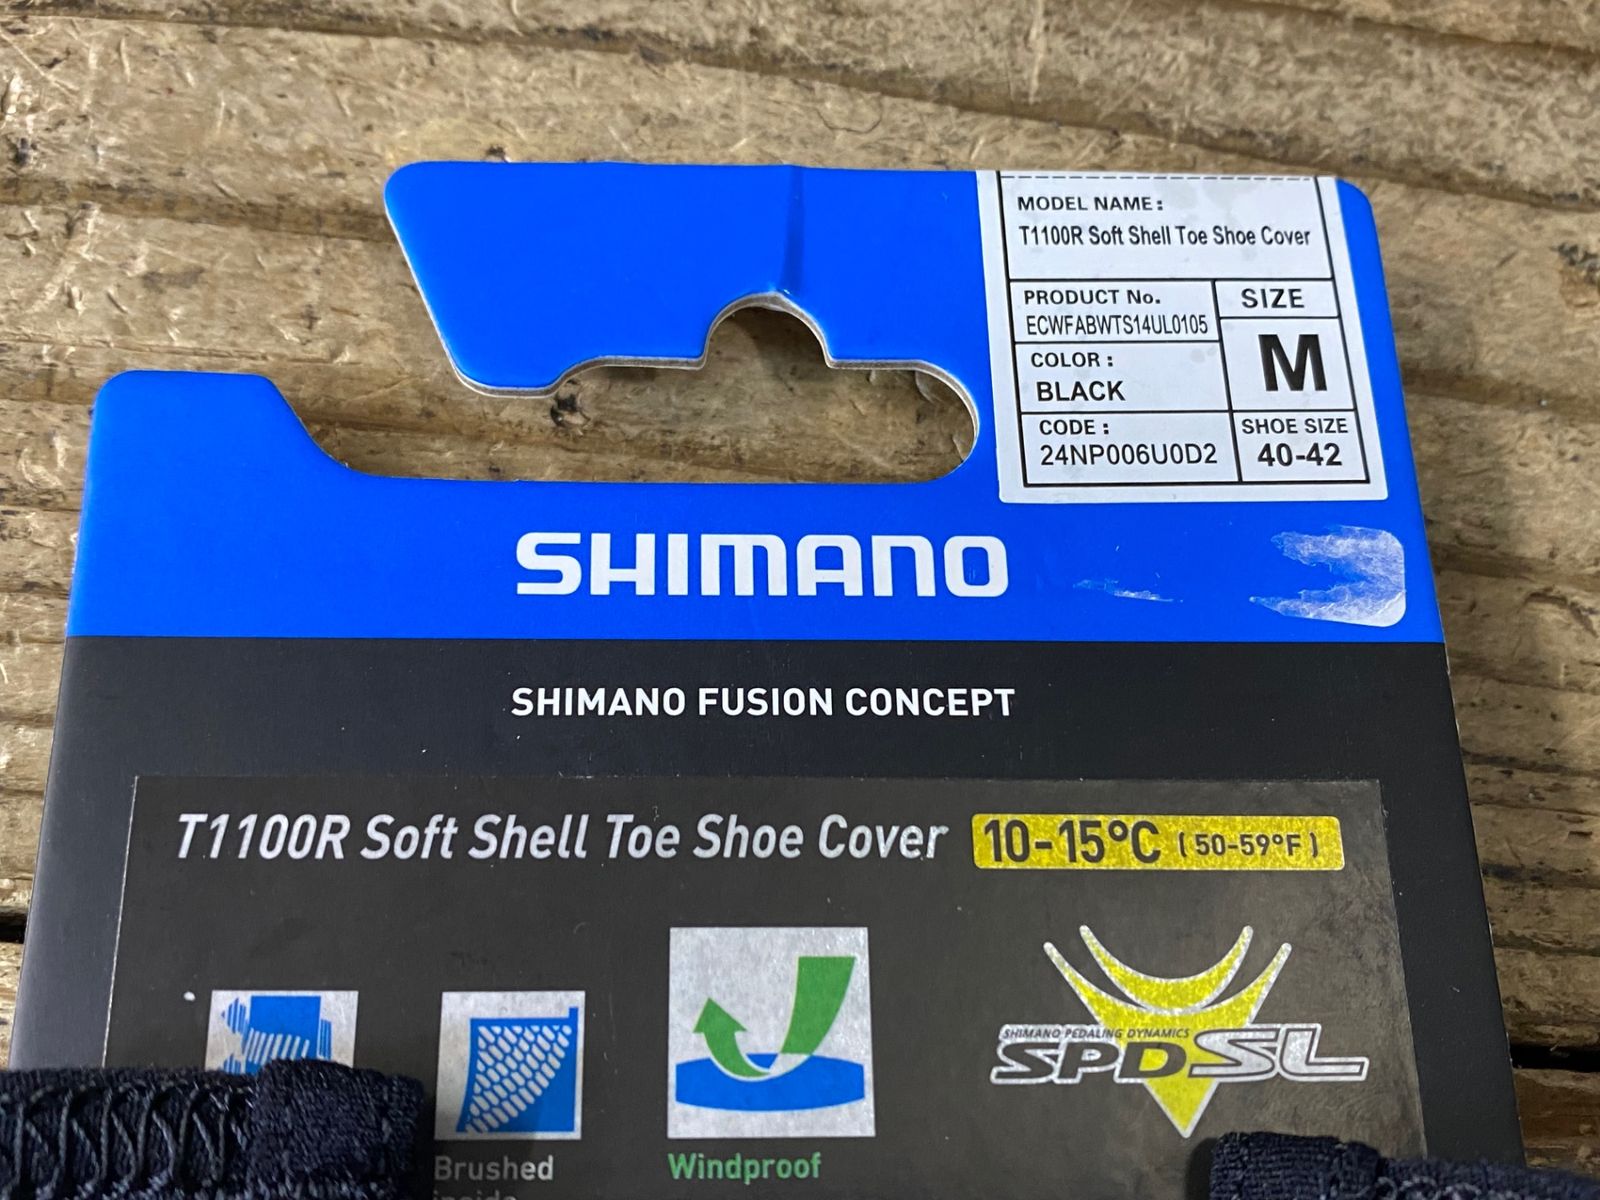 MODEL NAME:
T1100R Soft Shell Toe Shoe Cover
PRODUCT No.
ECWFABWTS14UL0105
SIZE
M
COLOR:
BLACK
CODE:
24NP006U0D2
SHOE SIZE
40-42
SHIMANO
SHIMANO FUSION CONCEPT
T1100R Soft Shell Toe Shoe Cover 10-15°C (50-59°F)
SHIMANO PEDALING DYNAMICS
SPDSL
Brushed
inside
Windproof